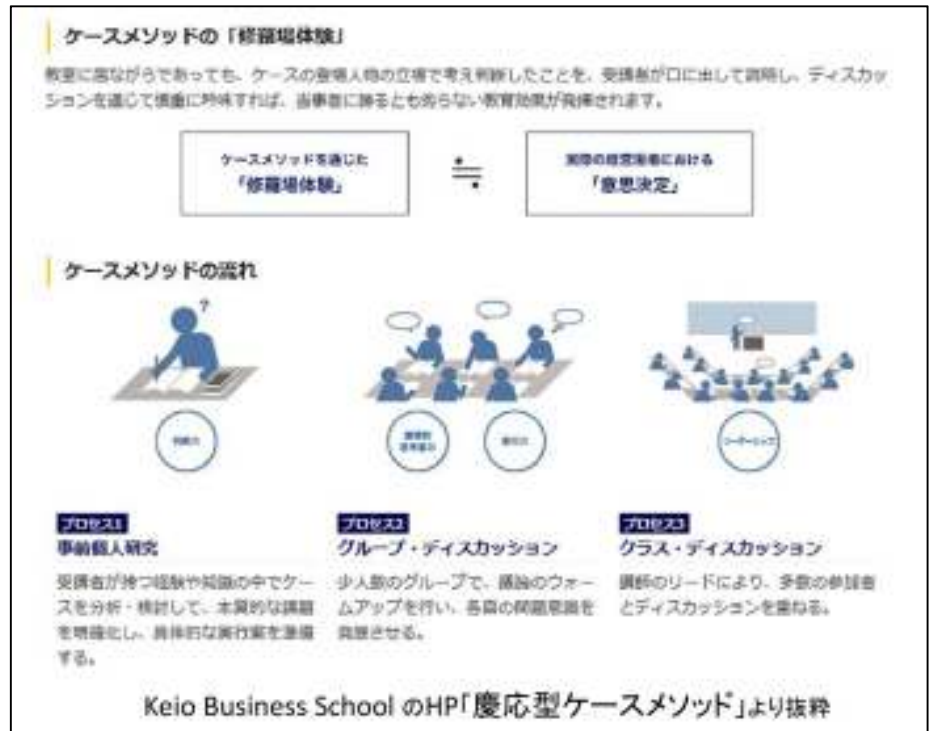 ケースメソッドの「修羅場体験」
教室に居ながらであっても、ケースの登場人物の立場で考え判断したことを、受講者が口に出して説明し、ディスカッ
ションを通じて慎重に吟味すれば、当事者に勝るとも劣らない教育効果が発揮されます。
ケースメソッドを通じた
「修羅場体験」
≒
実際の経営現場における
「意思決定」
ケースメソッドの流れ
?
判断力
リーダーシップ
プロセス1
プロセス2
プロセス3
事前個人研究
グループ・ディスカッション
クラス・ディスカッション
受講者が持つ経験や知識の中でケー
スを分析・検討して、本質的な課題
を明確化し、具体的な実行案を準備
する。
少人数のグループで、議論のウォー
ムアップを行い、各自の問題意識を
発展させる。
講師のリードにより、多数の参加者
とディスカッションを重ねる。
Keio Business School のHP「慶応型ケースメソッド」より抜粋